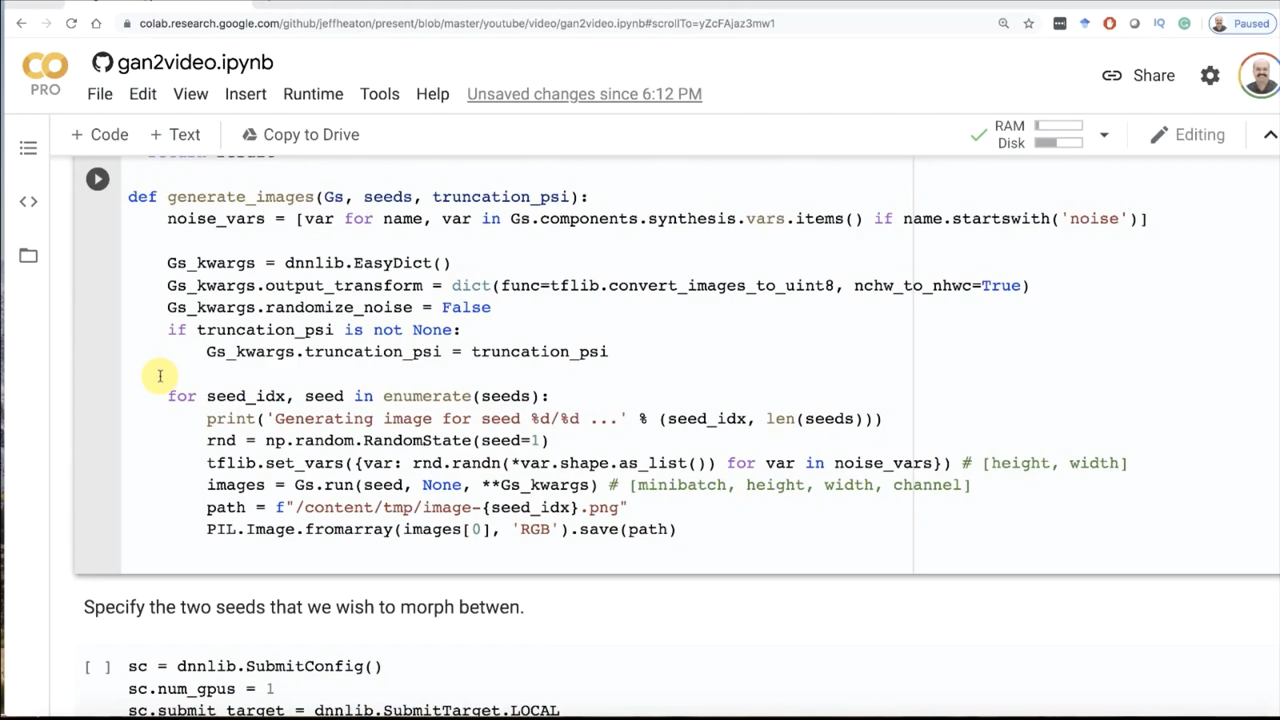 colab.research.google.com/github/jeffheaton/present/blob/master/youtube/video/gan2video.ipynb#scrollTo=yZcFAjaz3mw1
Paused
PRO
gan2video.ipynb
Share
File Edit View Insert Runtime Tools Help Unsaved changes since 6:12 PM
+ Code + Text Copy to Drive
RAM
Disk
Editing
def generate_images(Gs, seeds, truncation_psi):
noise_vars = [var for name, var in Gs.components.synthesis.vars.items() if name.startswith('noise')]
Gs_kwargs = dnnlib.EasyDict()
Gs_kwargs.output_transform = dict(func=tflib.convert_images_to_uint8, nchw_to_nhwc=True)
Gs_kwargs.randomize_noise = False
if truncation_psi is not None:
Gs_kwargs.truncation_psi = truncation_psi
for seed_idx, seed in enumerate(seeds):
print('Generating image for seed %d/%d ...' % (seed_idx, len(seeds)))
rnd = np.random.RandomState(seed=1)
tflib.set_vars({var: rnd.randn(*var.shape.as_list()) for var in noise_vars}) # [height, width]
images = Gs.run(seed, None, **Gs_kwargs) # [minibatch, height, width, channel]
path = f"/content/tmp/image-{seed_idx}.png"
PIL.Image.fromarray(images[0], 'RGB').save(path)
Specify the two seeds that we wish to morph betwen.
[ ] sc = dnnlib.SubmitConfig()
sc.num_gpus = 1
sc.submit_target = dnnlib.SubmitTarget.LOCAL